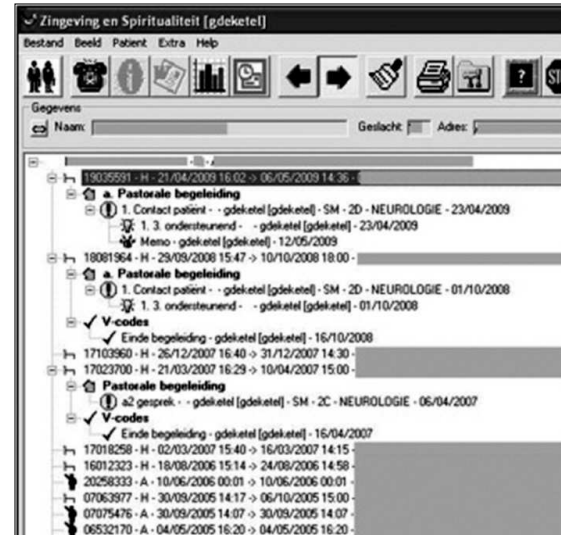 Zingeving en Spiritualiteit [gdeketel]
Bestand Beeld Patient Extra Help
? ST
Gegevens
Naam: Geslacht: Adres:
19035591 - H - 21/04/2009 16:02 -> 06/05/2009 14:36 -
a. Pastorale begeleiding
1. Contact patiënt - - gdeketel [gdeketel] - SM - 2D - NEUROLOGIE - 23/04/2009
1. 3. ondersteunend - - gdeketel [gdeketel] - 23/04/2009
Memo - gdeketel [gdeketel] - 12/05/2009
18081964 - H - 29/09/2008 15:47 -> 10/10/2008 18:00 -
a. Pastorale begeleiding
1. Contact patiënt - - gdeketel [gdeketel] - SM - 2D - NEUROLOGIE - 01/10/2008
1. 3. ondersteunend - - gdeketel [gdeketel] - 01/10/2008
V-codes
Einde begeleiding - gdeketel [gdeketel] - 16/10/2008
17103960 - H - 26/12/2007 16:40 -> 31/12/2007 14:30 -
17023700 - H - 21/03/2007 16:29 -> 10/04/2007 15:00 -
Pastorale begeleiding
a2 gesprek - - gdeketel [gdeketel] - SM - 2C - NEUROLOGIE - 06/04/2007
V-codes
Einde begeleiding - gdeketel [gdeketel] - 16/04/2007
17018258 - H - 02/03/2007 15:40 -> 16/03/2007 14:15 -
16012323 - H - 18/08/2006 15:14 -> 24/08/2006 14:58 -
20258333 - A - 10/06/2006 00:01 -> 10/06/2006 00:01 -
07063977 - H - 30/09/2005 14:17 -> 06/10/2005 15:00 -
07075476 - A - 30/09/2005 14:07 -> 30/09/2005 14:07 -
06532170 - A - 04/05/2005 16:20 -> 04/05/2005 16:20 -